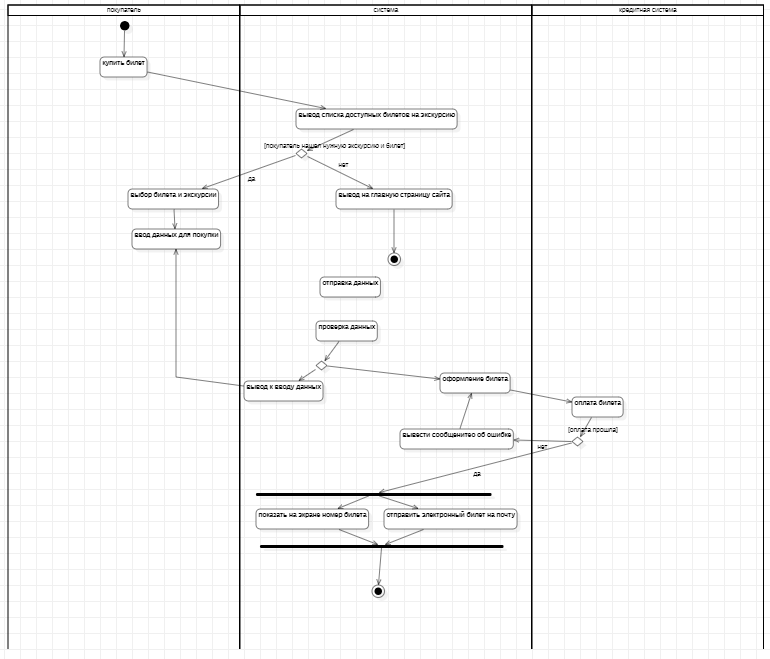 покупатель
система
кредитная система
купить билет
вывод списка доступных билетов на экскурсию
[покупатель нашел нужную экскурсию и билет]
нет
да
выбор билета и экскурсии
вывод на главную страницу сайта
ввод данных для покупки
отправка данных
проверка данных
вывод к вводу данных
оформление билета
оплата билета
[оплата прошла]
вывести сообщенитео об ошибке
нет
да
показать на экране номер билета
отправить электронный билет на почту